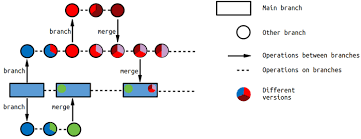 branch
merge
branch
merge
branch
merge
Main branch
Other branch
Operations between branches
Operations on branches
Different
versions